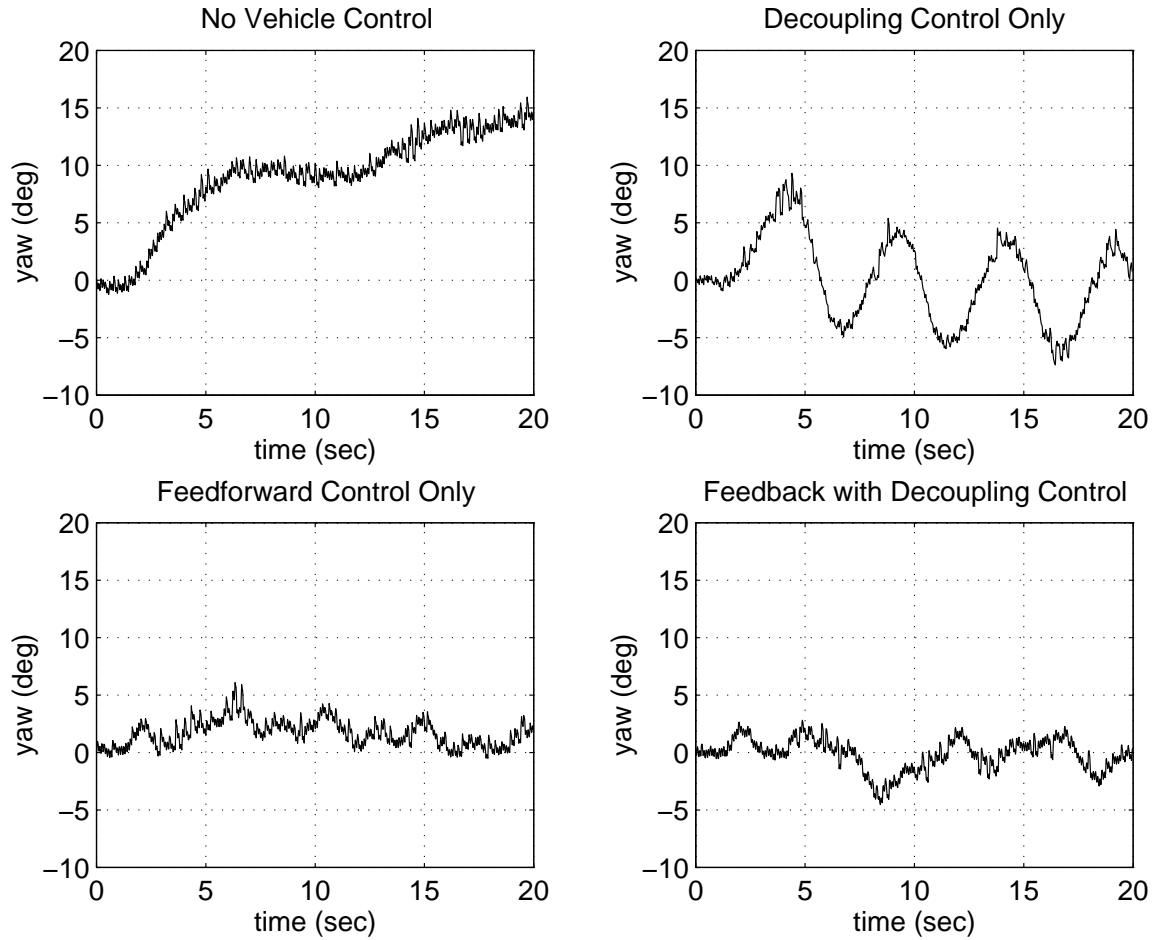 No Vehicle Control
20
15
10
5
0
−5
−10
yaw (deg)
0 5 10 15 20
time (sec)
Decoupling Control Only
20
15
10
5
0
−5
−10
yaw (deg)
0 5 10 15 20
time (sec)
Feedforward Control Only
20
15
10
5
0
−5
−10
yaw (deg)
0 5 10 15 20
time (sec)
Feedback with Decoupling Control
20
15
10
5
0
−5
−10
yaw (deg)
0 5 10 15 20
time (sec)